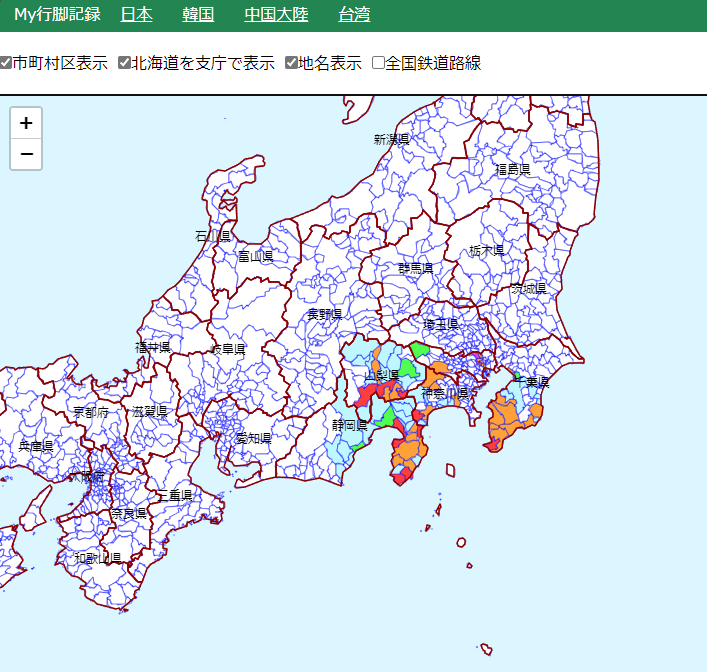 My行脚記録 日本 韓国 中国大陸 台湾
市町村区表示 北海道を支庁で表示 地名表示 全国鉄道路線
+
−
新潟県
福島県
石川県
富山県
栃木県
群馬県
茨城県
長野県
埼玉県
福井県
岐阜県
山梨県
千葉県
神奈川県
京都府
滋賀県
静岡県
愛知県
兵庫県
大阪府
三重県
奈良県
和歌山県